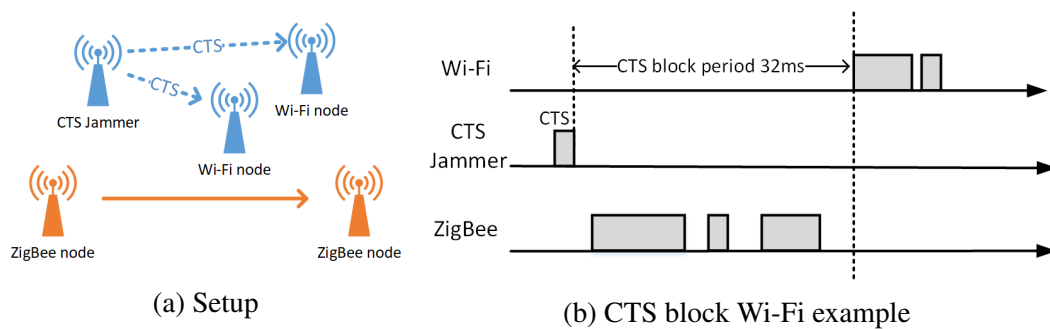 CTS
CTS
CTS Jammer
Wi-Fi node
Wi-Fi node
ZigBee node
ZigBee node
(a) Setup
Wi-Fi
CTS block period 32ms
CTS
CTS
Jammer
ZigBee
(b) CTS block Wi-Fi example